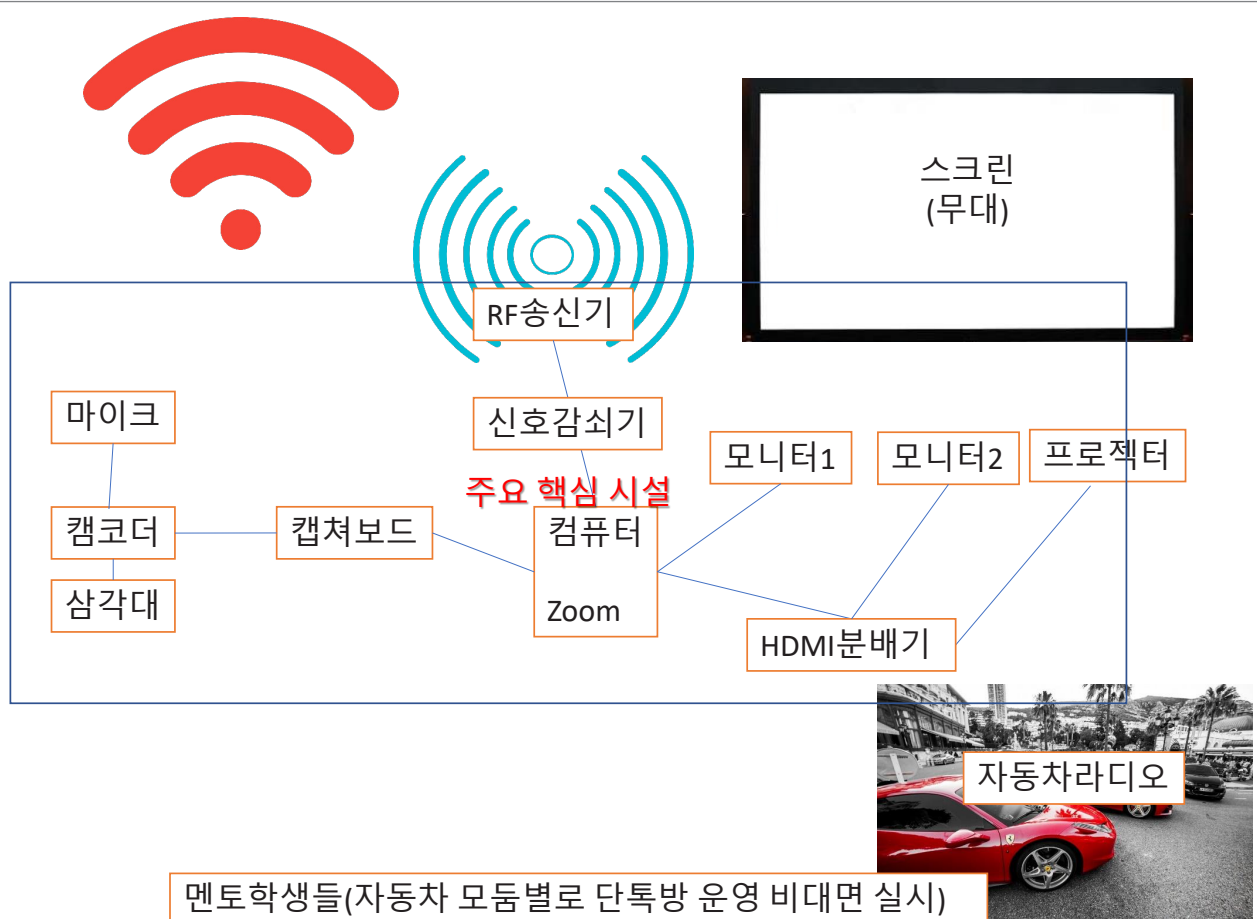 스크린
(무대)
RF송신기
마이크
신호감쇠기
모니터1
모니터2
프로젝터
주요 핵심 시설
캠코더
캡쳐보드
컴퓨터
Zoom
삼각대
HDMI분배기
자동차라디오
멘토학생들(자동차 모둠별로 단톡방 운영 비대면 실시)